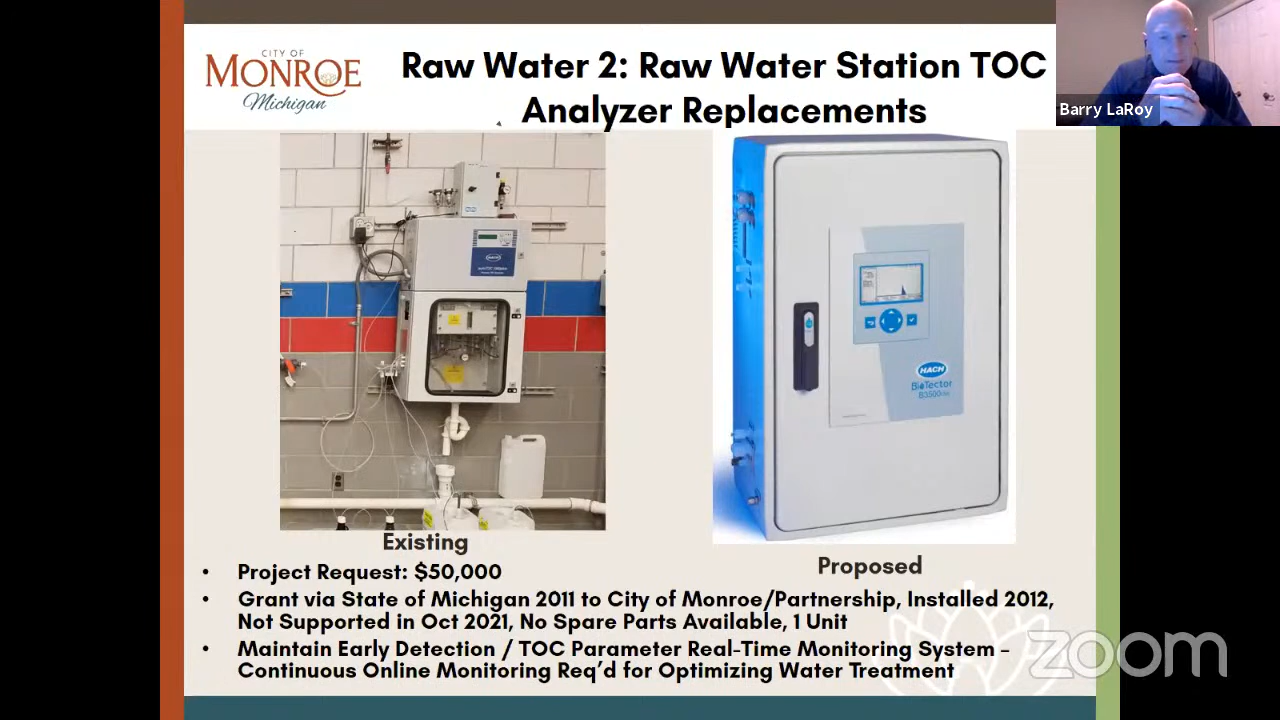 CITY OF
MONROE
Michigan
Raw Water 2: Raw Water Station TOC
Analyzer Replacements
Barry LaRoy
HACH
HACH
BioTector
B3500
Existing
Proposed
• Project Request: $50,000
• Grant via State of Michigan 2011 to City of Monroe/Partnership, Installed 2012,
Not Supported in Oct 2021, No Spare Parts Available, 1 Unit
• Maintain Early Detection / TOC Parameter Real-Time Monitoring System –
Continuous Online Monitoring Req’d for Optimizing Water Treatment
zoom